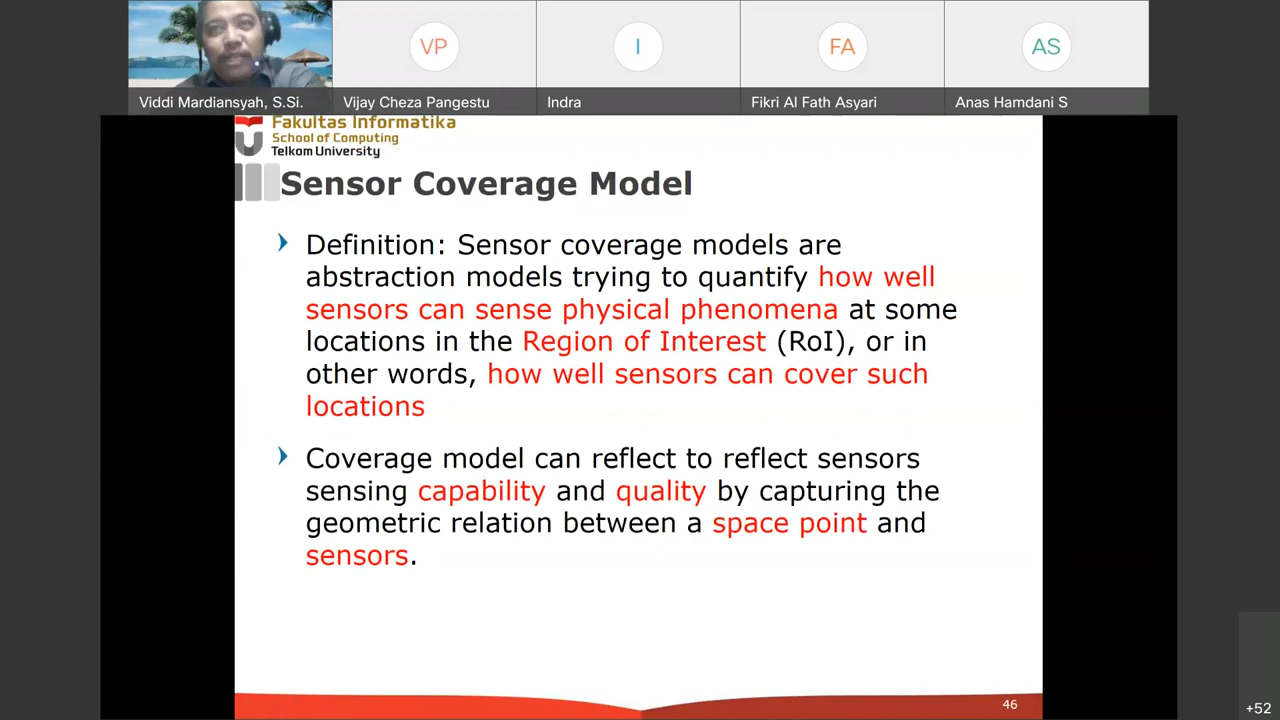 VP
I
FA
AS
Viddi Mardiansyah, S.Si.
Vijay Cheza Pangestu
Indra
Fikri Al Fath Asyari
Anas Hamdani S
Fakultas Informatika
School of Computing
Telkom University
Sensor Coverage Model
Definition: Sensor coverage models are
abstraction models trying to quantify how well
sensors can sense physical phenomena at some
locations in the Region of Interest (RoI), or in
other words, how well sensors can cover such
locations
Coverage model can reflect to reflect sensors
sensing capability and quality by capturing the
geometric relation between a space point and
sensors.
46
+52